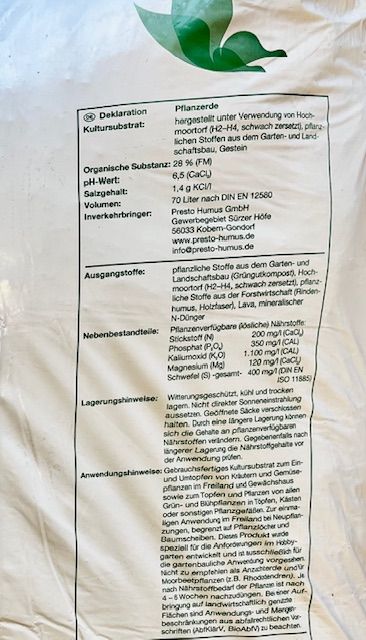 DE Deklaration Pflanzerde
Kultursubstrat: hergestellt unter Verwendung von Hoch-
moortorf (H2–H4, schwach zersetzt), pflanz-
lichen Stoffen aus dem Garten- und Land-
schaftsbau, Gestein
Organische Substanz: 28 % (FM)
pH-Wert: 6,5 (CaCl₂)
Salzgehalt: 1,4 g KCl/l
Volumen: 70 Liter nach DIN EN 12580
Inverkehrbringer: Presto Humus GmbH
Gewerbegebiet Sürzer Höfe
56033 Kobern-Gondorf
www.presto-humus.de
info@presto-humus.de
Ausgangstoffe: pflanzliche Stoffe aus dem Garten- und
Landschaftsbau (Grüngutkompost), Hoch-
moortorf (H2–H4, schwach zersetzt), pflanz-
liche Stoffe aus der Forstwirtschaft (Rinden-
humus, Holzfaser), Lava, mineralischer
N-Dünger
Nebenbestandteile: Pflanzenverfügbare (lösliche) Nährstoffe:
Stickstoff (N) 200 mg/l (CaCl₂)
Phosphat (P₂O₅) 350 mg/l (CAL)
Kaliumoxid (K₂O) 1.100 mg/l (CAL)
Magnesium (Mg) 120 mg/l (CaCl₂)
Schwefel (S) -gesamt- 400 mg/l (DIN EN
ISO 11885)
Lagerungshinweise: Witterungsgeschützt, kühl und trocken
lagern. Nicht direkter Sonneneinstrahlung
aussetzen. Geöffnete Säcke verschlossen
halten. Durch eine längere Lagerung können
sich die Gehalte an pflanzenverfügbaren
Nährstoffen verändern. Gegebenenfalls nach
längerer Lagerung die Nährstoffgehalte vor
der Anwendung prüfen.
Anwendungshinweise: Gebrauchsfertiges Kultursubstrat zum Ein-
und Umtopfen von Kräutern und Gemüse-
pflanzen im Freiland und Gewächshaus
sowie zum Topfen und Pflanzen von allen
Grün- und Blühpflanzen in Töpfen, Kästen
oder sonstigen Pflanzgefäßen. Zur einma-
ligen Anwendung im Freiland bei Neupflan-
zungen, begrenzt auf Pflanzlöcher und
Baumscheiben. Dieses Produkt wurde
speziell für die Anforderungen im Hobby-
garten entwickelt und ist ausschließlich für
die gartenbauliche Anwendung vorgesehen.
Nicht zu empfehlen als Anzuchterde und für
Moorbeetpflanzen (z.B. Rhododendren). Je
nach Nährstoffbedarf der Pflanzen ist nach
4 – 6 Wochen nachzudüngen. Bei einer Auf-
bringung auf landwirtschaftlich genutzte
Flächen sind Anwendungs- und Mengen-
beschränkungen aus abfallrechtlichen Vor-
schriften (AbfKlärV, BioAbfV) zu beachten.